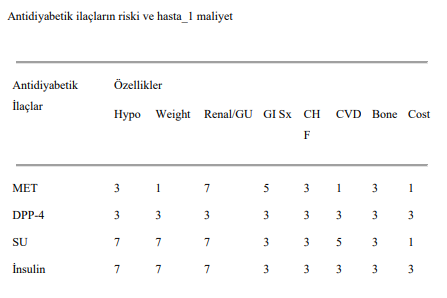 Antidiyabetik ilaçların riski ve hasta_1 maliyet
Antidiyabetik İlaçlar Özellikler
Hypo Weight Renal/GU GI Sx CHF CVD Bone Cost
MET 3 1 7 5 3 1 3 1
DPP-4 3 3 3 3 3 3 3 3
SU 7 7 7 3 3 5 3 1
İnsulin 7 7 7 3 3 3 3 3